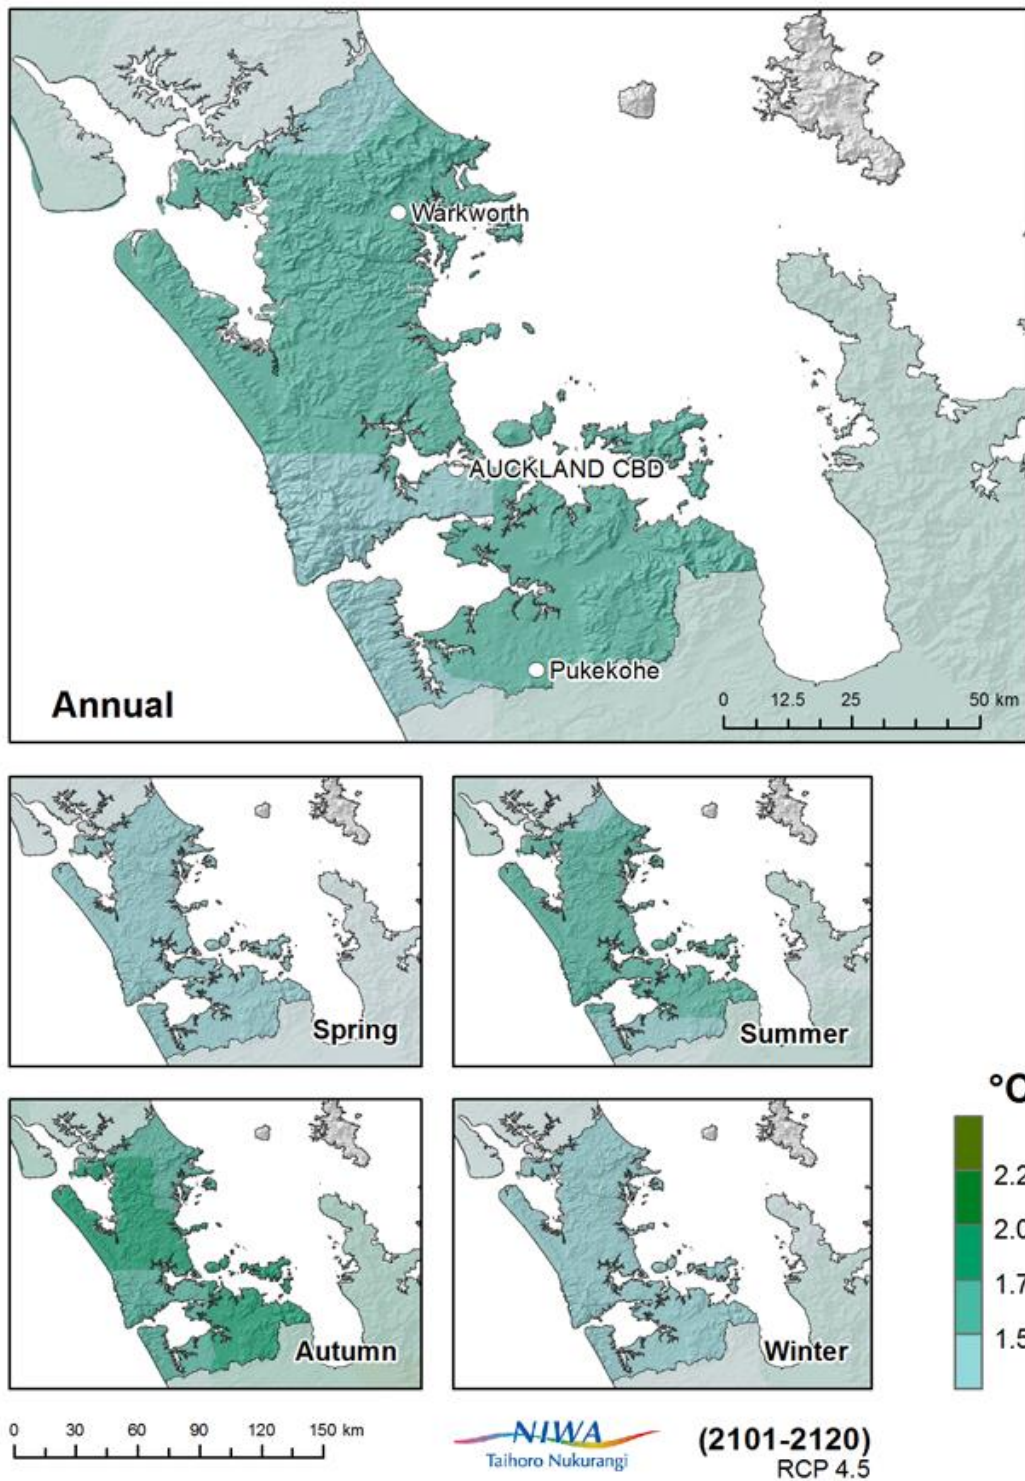 Warkworth
AUCKLAND CBD
Pukekohe
Annual
0 12.5 25 50 km
Spring
Summer
Autumn
Winter
°C
2.2
2.0
1.7
1.5
0 30 60 90 120 150 km
NIWA
Taihoro Nukurangi
(2101-2120)
RCP 4.5